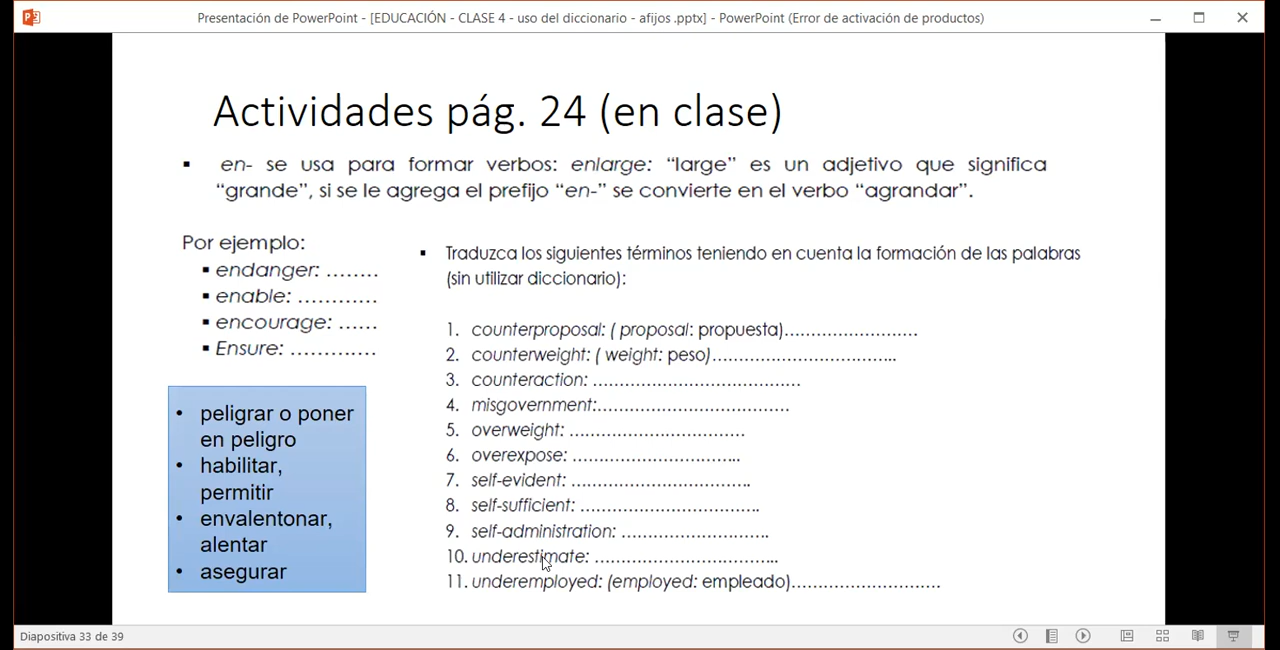 Presentación de PowerPoint - [EDUCACIÓN - CLASE 4 - uso del diccionario - afijos .pptx] - PowerPoint (Error de activación de productos)
Actividades pág. 24 (en clase)
▪ en- se usa para formar verbos: enlarge: “large” es un adjetivo que significa
“grande”, si se le agrega el prefijo “en-” se convierte en el verbo “agrandar”.
Por ejemplo:
▪ endanger: ........
▪ enable: ............
▪ encourage: ......
▪ Ensure: .............
• peligrar o poner
en peligro
• habilitar,
permitir
• envalentonar,
alentar
• asegurar
▪ Traduzca los siguientes términos teniendo en cuenta la formación de las palabras
(sin utilizar diccionario):
1. counterproposal: ( proposal: propuesta).........................
2. counterweight: ( weight: peso)...................................
3. counteraction: .......................................
4. misgovernment:.....................................
5. overweight: .................................
6. overexpose: ................................
7. self-evident: ..................................
8. self-sufficient: ..................................
9. self-administration: ............................
10. underestimate: ...................................
11. underemployed: (employed: empleado).............................
Diapositiva 33 de 39